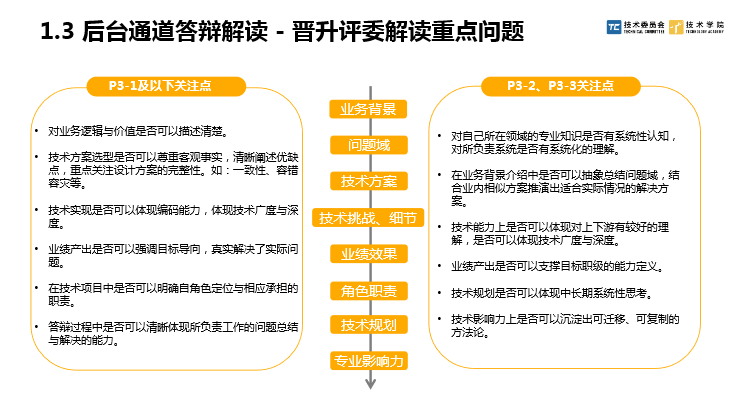 1.3 后台通道答辩解读 - 晋升评委解读重点问题
TC 技术委员会
TECHNICAL COMMITTEE
技术学院
TECHNOLOGY ACADEMY
P3-1及以下关注点
• 对业务逻辑与价值是否可以描述清楚。
• 技术方案选型是否可以尊重客观事实，清晰阐述优缺
点，重点关注设计方案的完整性。如：一致性、容错
容灾等。
• 技术实现是否可以体现编码能力，体现技术广度与深
度。
• 业绩产出是否可以强调目标导向，真实解决了实际问
题。
• 在技术项目中是否可以明确自角色定位与相应承担的
职责。
• 答辩过程中是否可以清晰体现所负责工作的问题总结
与解决的能力。
业务背景
问题域
技术方案
技术挑战、细节
业绩效果
角色职责
技术规划
专业影响力
P3-2、P3-3关注点
• 对自己所在领域的专业知识是否有系统性认知，
对所负责系统是否有系统化的理解。
• 在业务背景介绍中是否可以抽象总结问题域，结
合业内相似方案推演出适合实际情况的解决方
案。
• 技术能力上是否可以体现对上下游有较好的理
解，是否可以体现技术广度与深度。
• 业绩产出是否可以支撑目标职级的能力定义。
• 技术规划是否可以体现中长期系统性思考。
• 技术影响力上是否可以沉淀出可迁移、可复制的
方法论。